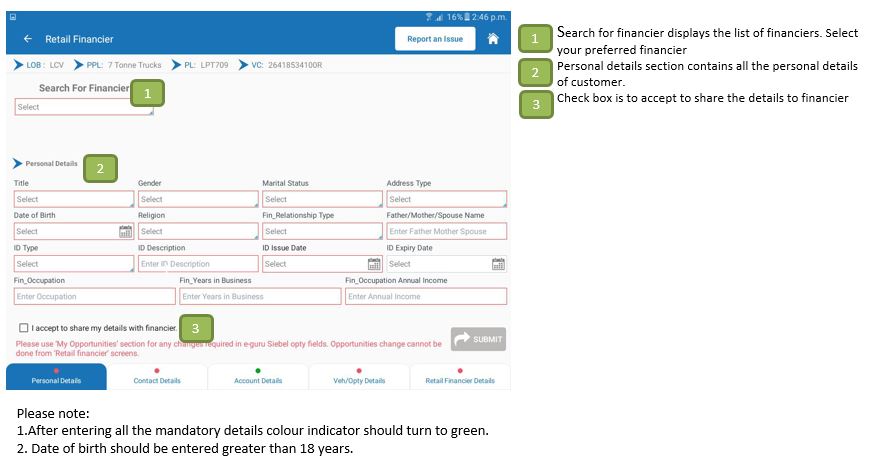 16% 2:46 p.m.
Retail Financier
Report an Issue
LOB : LCV PPL: 7 Tonne Trucks PL: LPT709 VC: 26418534100R
Search For Financier
1
Select
Personal Details
2
Title Gender Marital Status Address Type
Select Select Select Select
Date of Birth Religion Fin_Relationship Type Father/Mother/Spouse Name
Select Select Select Enter Father Mother Spouse
ID Type ID Description ID Issue Date ID Expiry Date
Select Enter ID Description Select Select
Fin_Occupation Fin_Years in Business Fin_Occupation Annual Income
Enter Occupation Enter Years in Business Enter Annual Income
I accept to share my details with financier.
3
Please use 'My Opportunities' section for any changes required in e-guru Siebel opty fields. Opportunities change cannot be
done from 'Retail financier' screens.
SUBMIT
Personal Details Contact Details Account Details Veh/Opty Details Retail Financier Details
1 Search for financier displays the list of financiers. Select
your preferred financier
2 Personal details section contains all the personal details
of customer.
3 Check box is to accept to share the details to financier
Please note:
1.After entering all the mandatory details colour indicator should turn to green.
2. Date of birth should be entered greater than 18 years.